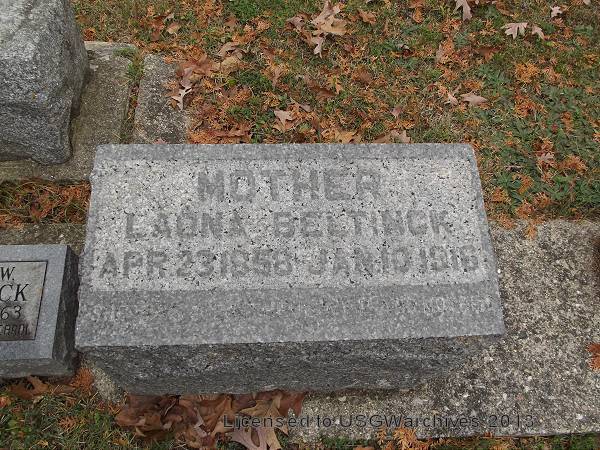 MOTHER
LAONA BELTINCK
APR. 23 1858 - JAN. 10 1916
W.
CK
63
Licensed to USGWarchives 2013